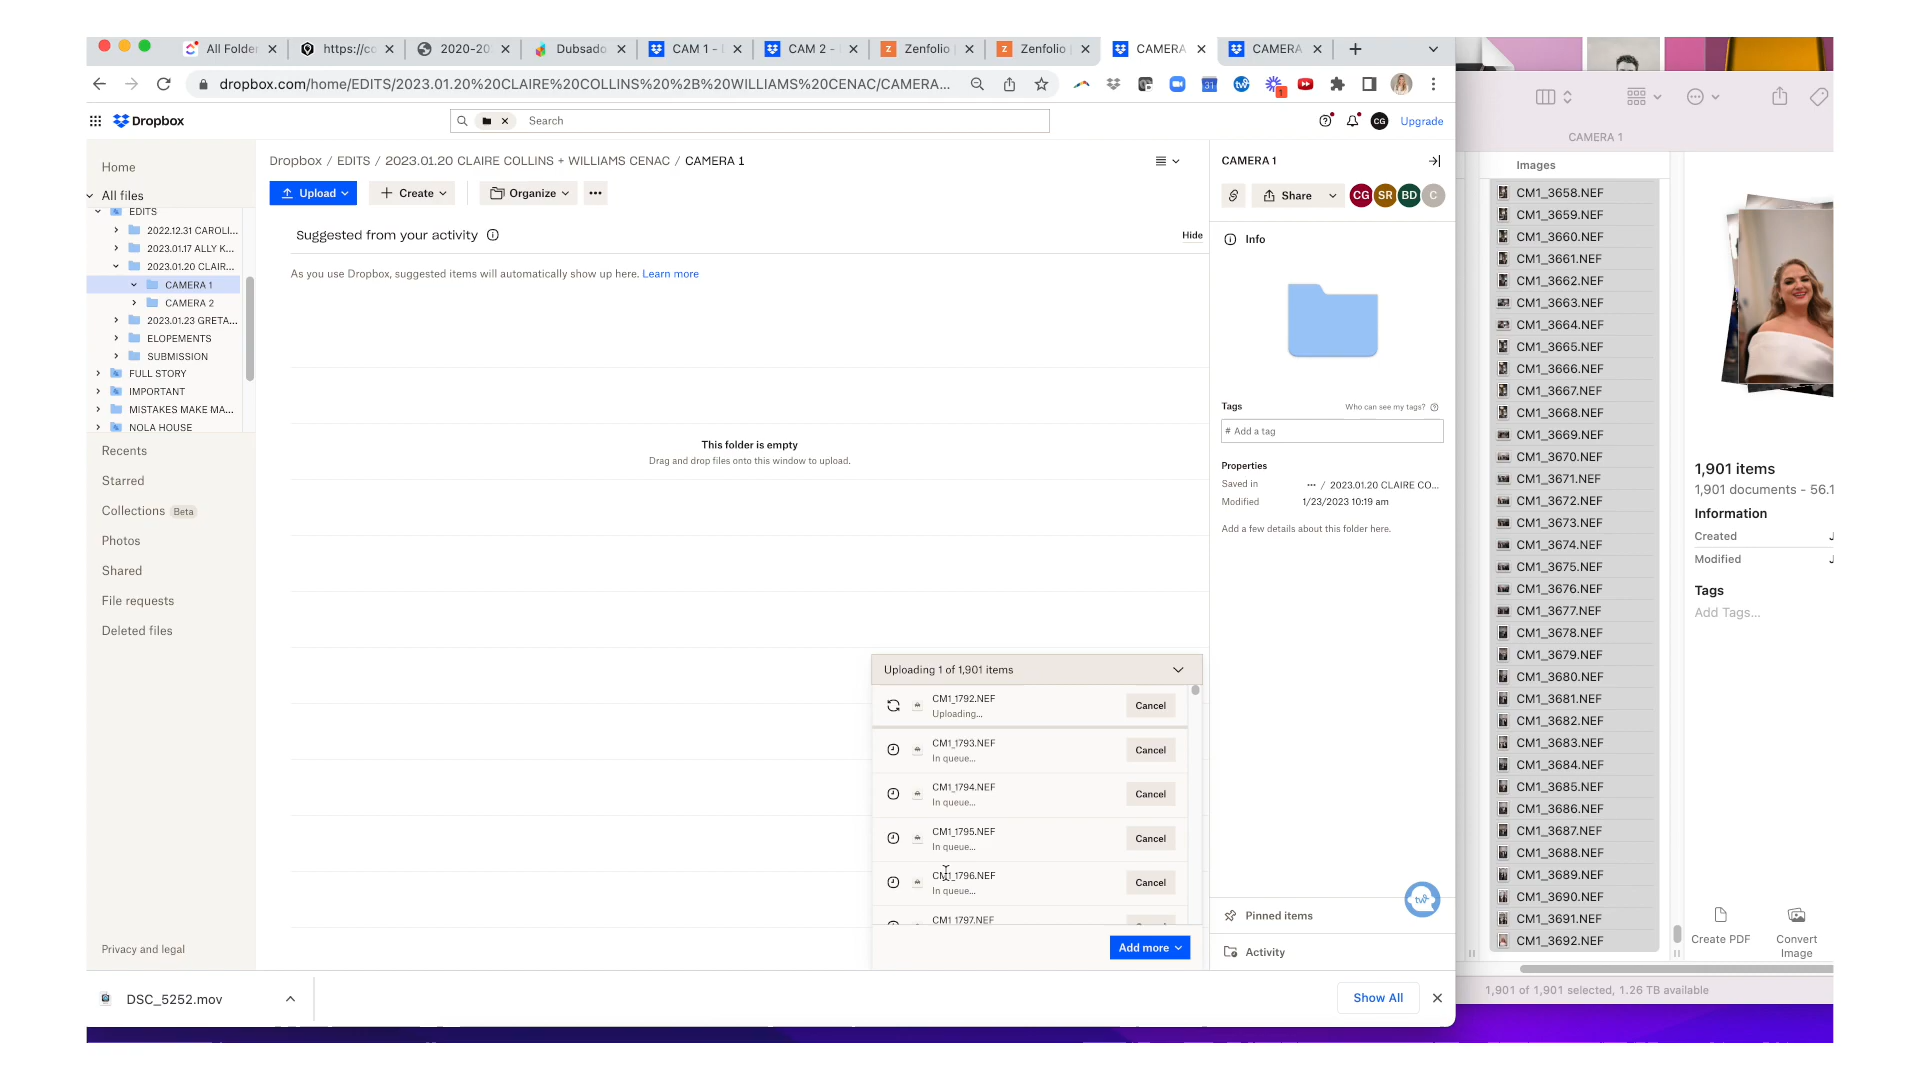 All Folder
https://co
2020-20
Dubsado
CAM 1 -
CAM 2 -
Zenfolio
Zenfolio
CAMERA
CAMERA
dropbox.com/home/EDITS/2023.01.20%20CLAIRE%20COLLINS%20%2B%20WILLIAMS%20CENAC/CAMERA...
Dropbox
Search
CG
Upgrade
Home
All files
EDITS
2022.12.31 CAROLI...
2023.01.17 ALLY K...
2023.01.20 CLAIR...
CAMERA 1
CAMERA 2
2023.01.23 GRETA...
ELOPEMENTS
SUBMISSION
FULL STORY
IMPORTANT
MISTAKES MAKE MA...
NOLA HOUSE
Recents
Starred
Collections Beta
Photos
Shared
File requests
Deleted files
Privacy and legal
Dropbox / EDITS / 2023.01.20 CLAIRE COLLINS + WILLIAMS CENAC / CAMERA 1
Upload
Create
Organize
Suggested from your activity
Hide
As you use Dropbox, suggested items will automatically show up here. Learn more
This folder is empty
Drag and drop files onto this window to upload.
Uploading 1 of 1,901 items
CM1_1792.NEF
Uploading...
Cancel
CM1_1793.NEF
In queue...
Cancel
CM1_1794.NEF
In queue...
Cancel
CM1_1795.NEF
In queue...
Cancel
CM1_1796.NEF
In queue...
Cancel
CM1_1797.NEF
Add more
CAMERA 1
Share
CG SR BD C
Info
Tags
Who can see my tags?
# Add a tag
Properties
Saved in ... / 2023.01.20 CLAIRE CO...
Modified 1/23/2023 10:19 am
Add a few details about this folder here.
tw
Pinned items
Activity
DSC_5252.mov
Show All
CAMERA 1
Images
CM1_3658.NEF
CM1_3659.NEF
CM1_3660.NEF
CM1_3661.NEF
CM1_3662.NEF
CM1_3663.NEF
CM1_3664.NEF
CM1_3665.NEF
CM1_3666.NEF
CM1_3667.NEF
CM1_3668.NEF
CM1_3669.NEF
CM1_3670.NEF
CM1_3671.NEF
CM1_3672.NEF
CM1_3673.NEF
CM1_3674.NEF
CM1_3675.NEF
CM1_3676.NEF
CM1_3677.NEF
CM1_3678.NEF
CM1_3679.NEF
CM1_3680.NEF
CM1_3681.NEF
CM1_3682.NEF
CM1_3683.NEF
CM1_3684.NEF
CM1_3685.NEF
CM1_3686.NEF
CM1_3687.NEF
CM1_3688.NEF
CM1_3689.NEF
CM1_3690.NEF
CM1_3691.NEF
CM1_3692.NEF
1,901 items
1,901 documents - 56.1
Information
Created
Modified
Tags
Add Tags...
Create PDF
Convert
Image
1,901 of 1,901 selected, 1.26 TB available